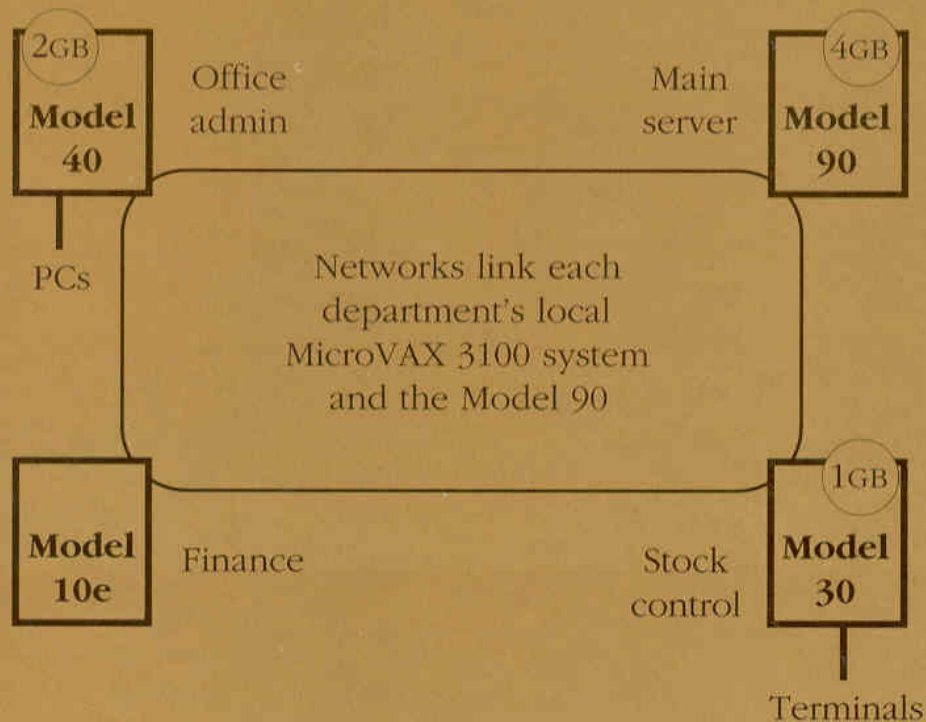 2GB
Model
40
Office
admin
PCs
Main
server
4GB
Model
90
Networks link each
department's local
MicroVAX 3100 system
and the Model 90
Model
10e
Finance
Stock
control
1GB
Model
30
Terminals